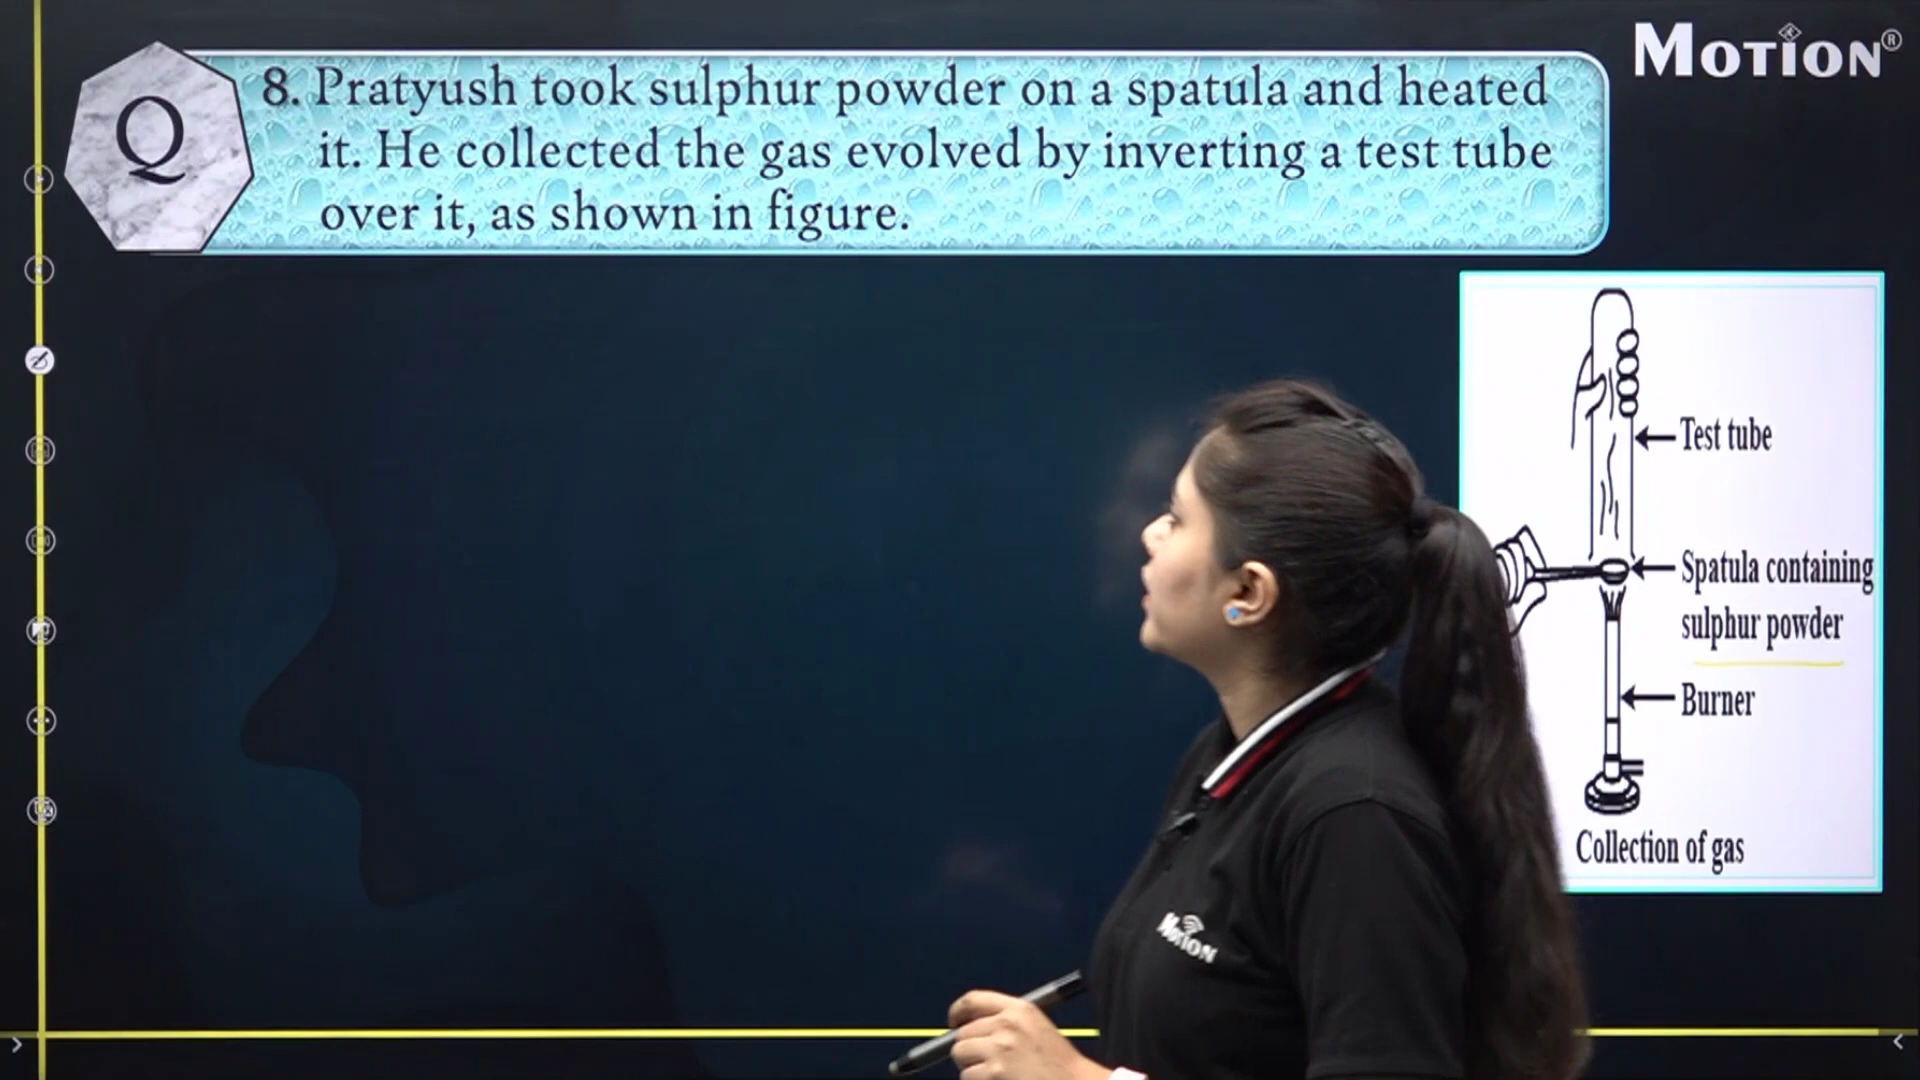 MOTION®
Q
8. Pratyush took sulphur powder on a spatula and heated
it. He collected the gas evolved by inverting a test tube
over it, as shown in figure.
Test tube
Spatula containing
sulphur powder
Burner
Collection of gas
MOTION